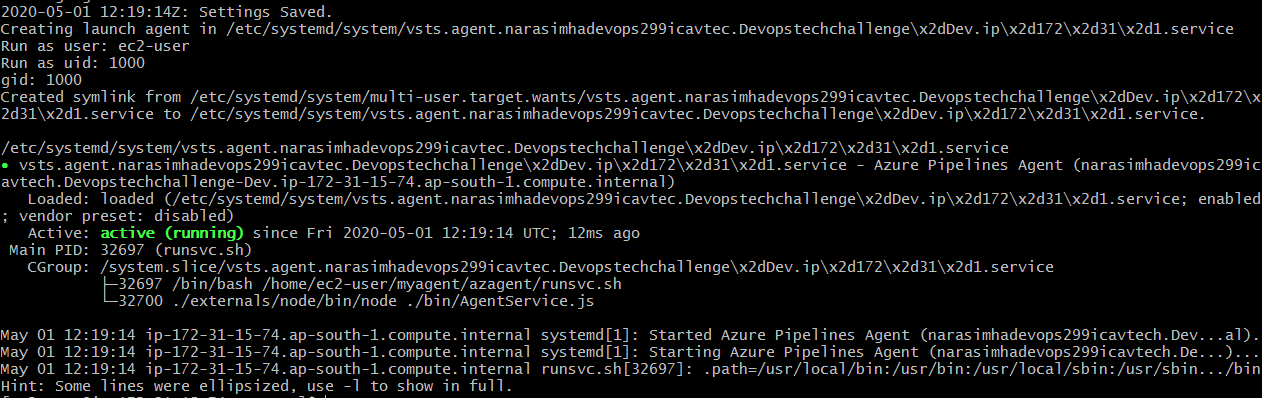 2020-05-01 12:19:14Z: Settings Saved.
Creating launch agent in /etc/systemd/system/vsts.agent.narasimhadevops299icavtec.Devopstechchallenge\x2dDev.ip\x2d172\x2d31\x2d1.service
Run as user: ec2-user
Run as uid: 1000
gid: 1000
Created symlink from /etc/systemd/system/multi-user.target.wants/vsts.agent.narasimhadevops299icavtec.Devopstechchallenge\x2dDev.ip\x2d172\x
2d31\x2d1.service to /etc/systemd/system/vsts.agent.narasimhadevops299icavtec.Devopstechchallenge\x2dDev.ip\x2d172\x2d31\x2d1.service.
/etc/systemd/system/vsts.agent.narasimhadevops299icavtec.Devopstechchallenge\x2dDev.ip\x2d172\x2d31\x2d1.service
● vsts.agent.narasimhadevops299icavtec.Devopstechchallenge\x2dDev.ip\x2d172\x2d31\x2d1.service - Azure Pipelines Agent (narasimhadevops299ic
avtech.Devopstechchallenge-Dev.ip-172-31-15-74.ap-south-1.compute.internal)
Loaded: loaded (/etc/systemd/system/vsts.agent.narasimhadevops299icavtec.Devopstechchallenge\x2dDev.ip\x2d172\x2d31\x2d1.service; enabled
; vendor preset: disabled)
Active: active (running) since Fri 2020-05-01 12:19:14 UTC; 12ms ago
Main PID: 32697 (runsvc.sh)
CGroup: /system.slice/vsts.agent.narasimhadevops299icavtec.Devopstechchallenge\x2dDev.ip\x2d172\x2d31\x2d1.service
├─32697 /bin/bash /home/ec2-user/myagent/azagent/runsvc.sh
└─32700 ./externals/node/bin/node ./bin/AgentService.js
May 01 12:19:14 ip-172-31-15-74.ap-south-1.compute.internal systemd[1]: Started Azure Pipelines Agent (narasimhadevops299icavtech.Dev...al).
May 01 12:19:14 ip-172-31-15-74.ap-south-1.compute.internal systemd[1]: Starting Azure Pipelines Agent (narasimhadevops299icavtech.De...)...
May 01 12:19:14 ip-172-31-15-74.ap-south-1.compute.internal runsvc.sh[32697]: .path=/usr/local/bin:/usr/bin:/usr/local/sbin:/usr/sbin.../bin
Hint: Some lines were ellipsized, use -l to show in full.